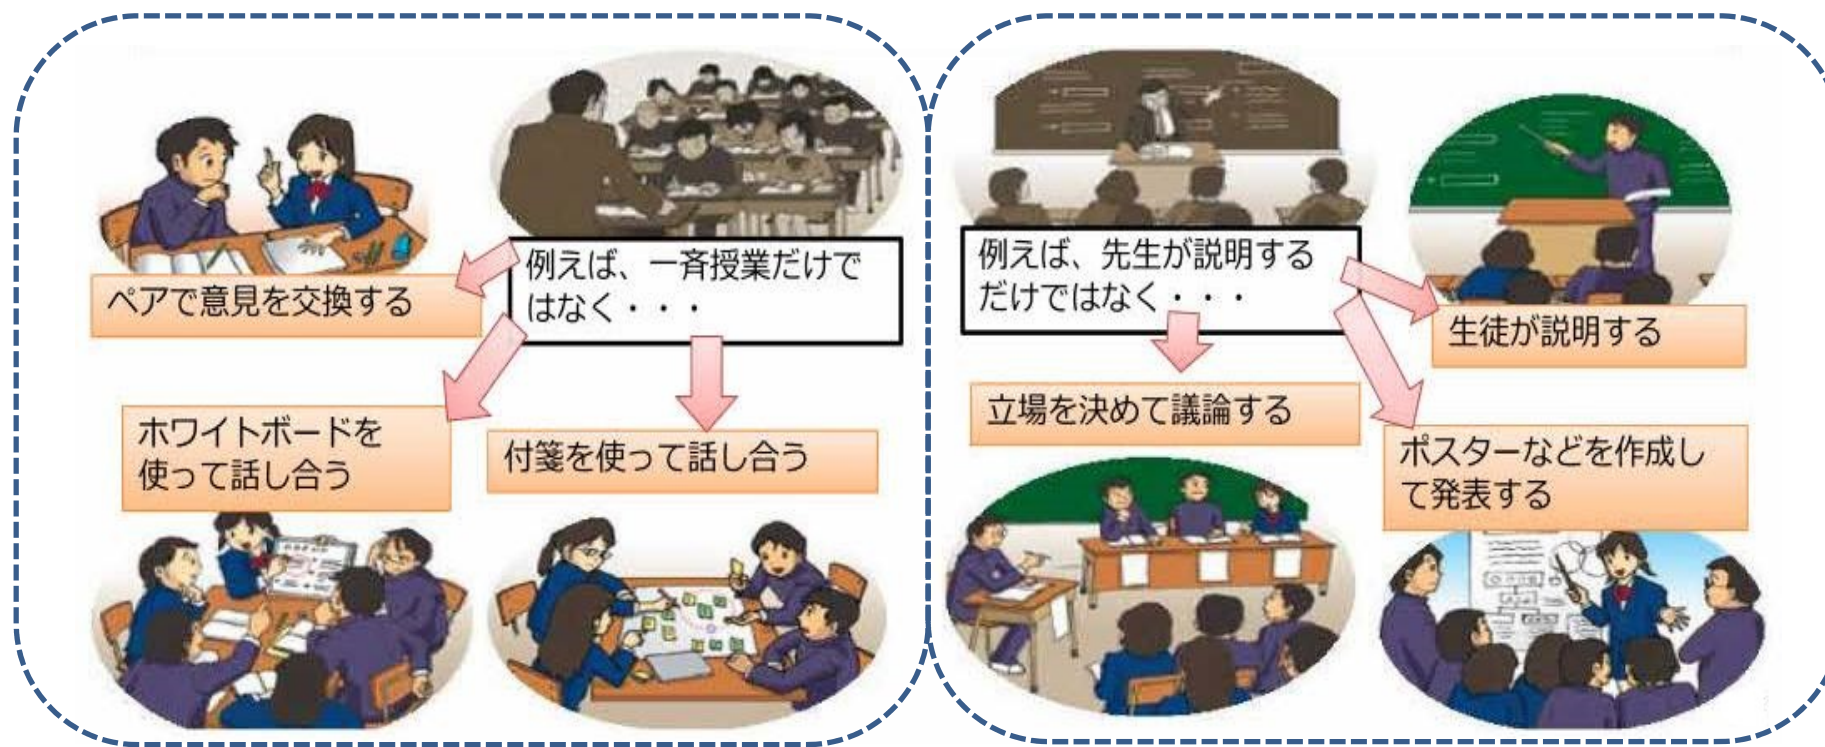 例えば、一斉授業だけで
はなく・・・
ペアで意見を交換する
ホワイトボードを
使って話し合う
付箋を使って話し合う
例えば、先生が説明する
だけではなく・・・
生徒が説明する
立場を決めて議論する
ポスターなどを作成し
て発表する